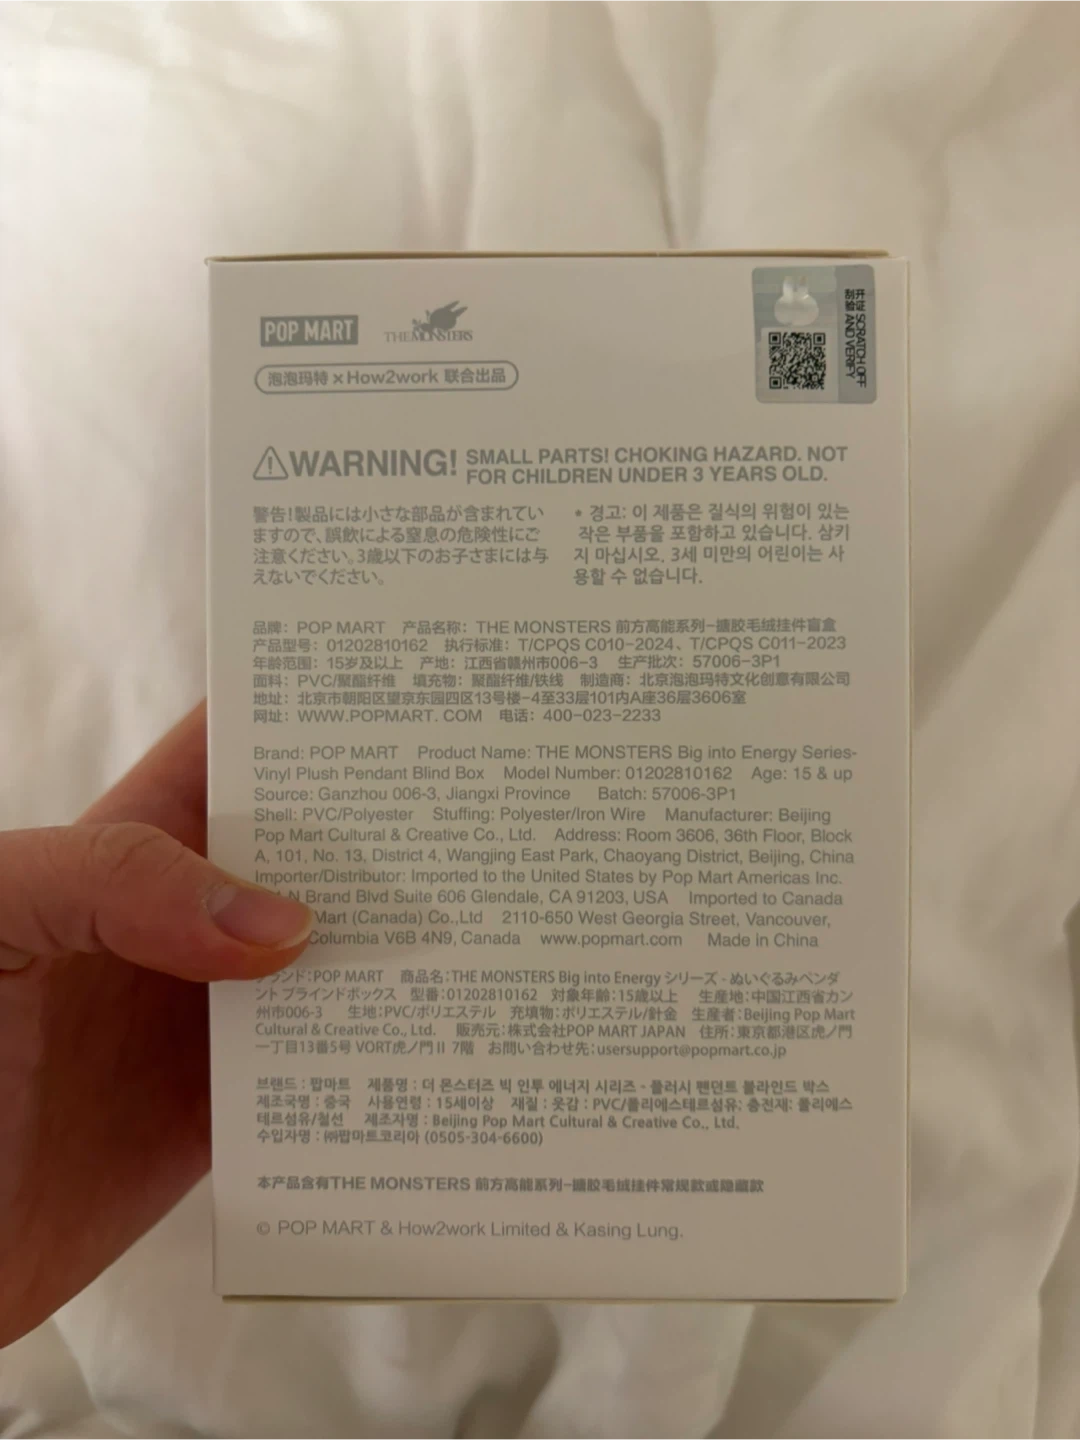 POP MART
THE MONSTERS
泡泡玛特×How2work 联合出品
开证 SCRATCH OFF
刮验 AND VERIFY
WARNING! SMALL PARTS! CHOKING HAZARD. NOT
FOR CHILDREN UNDER 3 YEARS OLD.
警告!製品には小さな部品が含まれてい
ますので、誤飲による窒息の危険性にご
注意ください。3歳以下のお子さまには与
えないでください。
* 경고: 이 제품은 질식의 위험이 있는
작은 부품을 포함하고 있습니다. 삼키
지 마십시오. 3세 미만의 어린이는 사
용할 수 없습니다.
品牌：POP MART 产品名称：THE MONSTERS 前方高能系列-搪胶毛绒挂件盲盒
产品型号：01202810162 执行标准：T/CPQS C010-2024、T/CPQS C011-2023
年龄范围：15岁及以上 产地：江西省赣州市006-3 生产批次：57006-3P1
面料：PVC/聚酯纤维 填充物：聚酯纤维/铁线 制造商：北京泡泡玛特文化创意有限公司
地址：北京市朝阳区望京东园四区13号楼-4至33层101内A座36层3606室
网址：WWW.POPMART.COM 电话：400-023-2233
Brand: POP MART Product Name: THE MONSTERS Big into Energy Series-
Vinyl Plush Pendant Blind Box Model Number: 01202810162 Age: 15 & up
Source: Ganzhou 006-3, Jiangxi Province Batch: 57006-3P1
Shell: PVC/Polyester Stuffing: Polyester/Iron Wire Manufacturer: Beijing
Pop Mart Cultural & Creative Co., Ltd. Address: Room 3606, 36th Floor, Block
A, 101, No. 13, District 4, Wangjing East Park, Chaoyang District, Beijing, China
Importer/Distributor: Imported to the United States by Pop Mart Americas Inc.
N Brand Blvd Suite 606 Glendale, CA 91203, USA Imported to Canada
Mart (Canada) Co.,Ltd 2110-650 West Georgia Street, Vancouver,
Columbia V6B 4N9, Canada www.popmart.com Made in China
ブランド：POP MART 商品名：THE MONSTERS Big into Energy シリーズ - ぬいぐるみペンダ
ント ブラインドボックス 型番：01202810162 対象年齢：15歳以上 生産地：中国江西省カン
州市006-3 生地：PVC/ポリエステル 充填物：ポリエステル/針金 生産者：Beijing Pop Mart
Cultural & Creative Co., Ltd. 販売元：株式会社POP MART JAPAN 住所：東京都港区虎ノ門
一丁目13番5号 VORT虎ノ門Ⅱ 7階 お問い合わせ先：usersupport@popmart.co.jp
브랜드 : 팝마트 제품명 : 더 몬스터즈 빅 인투 에너지 시리즈 - 플러시 펜던트 블라인드 박스
제조국명 : 중국 사용연령 : 15세이상 재질 : 옷감 : PVC/폴리에스테르섬유; 충전재: 폴리에스
테르섬유/철선 제조자명 : Beijing Pop Mart Cultural & Creative Co., Ltd.
수입자명 : ㈜팝마트코리아 (0505-304-6600)
本产品含有THE MONSTERS 前方高能系列-搪胶毛绒挂件常规款或隐藏款
© POP MART & How2work Limited & Kasing Lung.